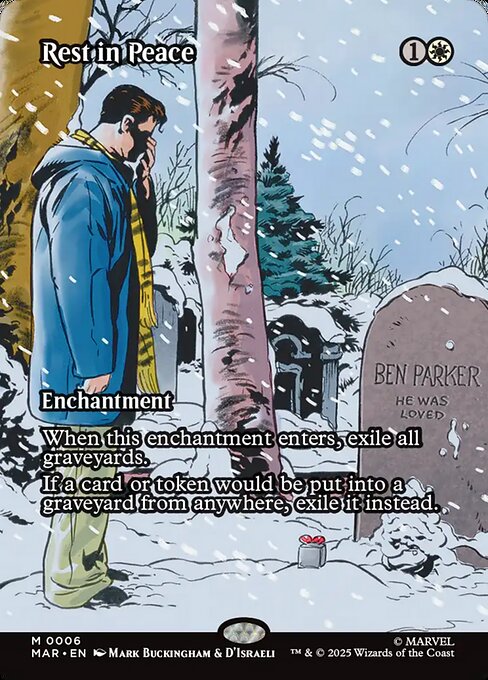 Rest in Peace
1
BEN PARKER
HE WAS
LOVED
Enchantment
When this enchantment enters, exile all
graveyards.
If a card or token would be put into a
graveyard from anywhere, exile it instead.
M 0006
MAR • EN Mark Buckingham & D'Israeli
© MARVEL
™ & © 2025 Wizards of the Coast